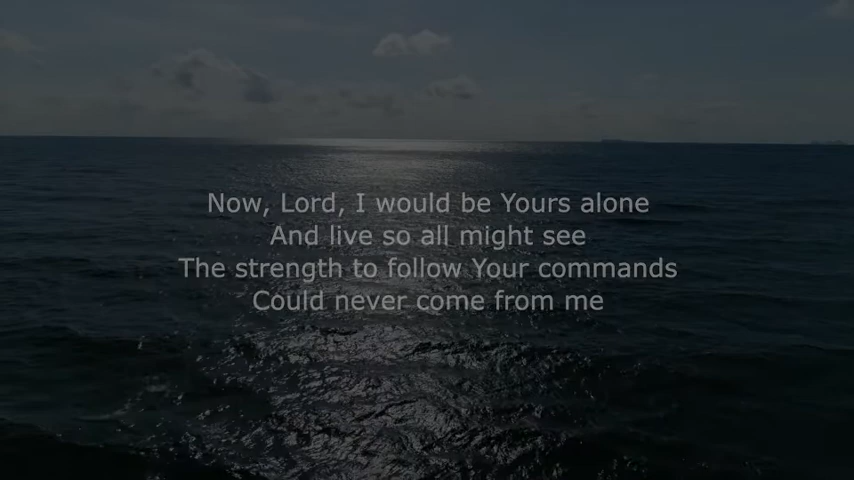 Now, Lord, I would be Yours alone
And live so all might see
The strength to follow Your commands
Could never come from me